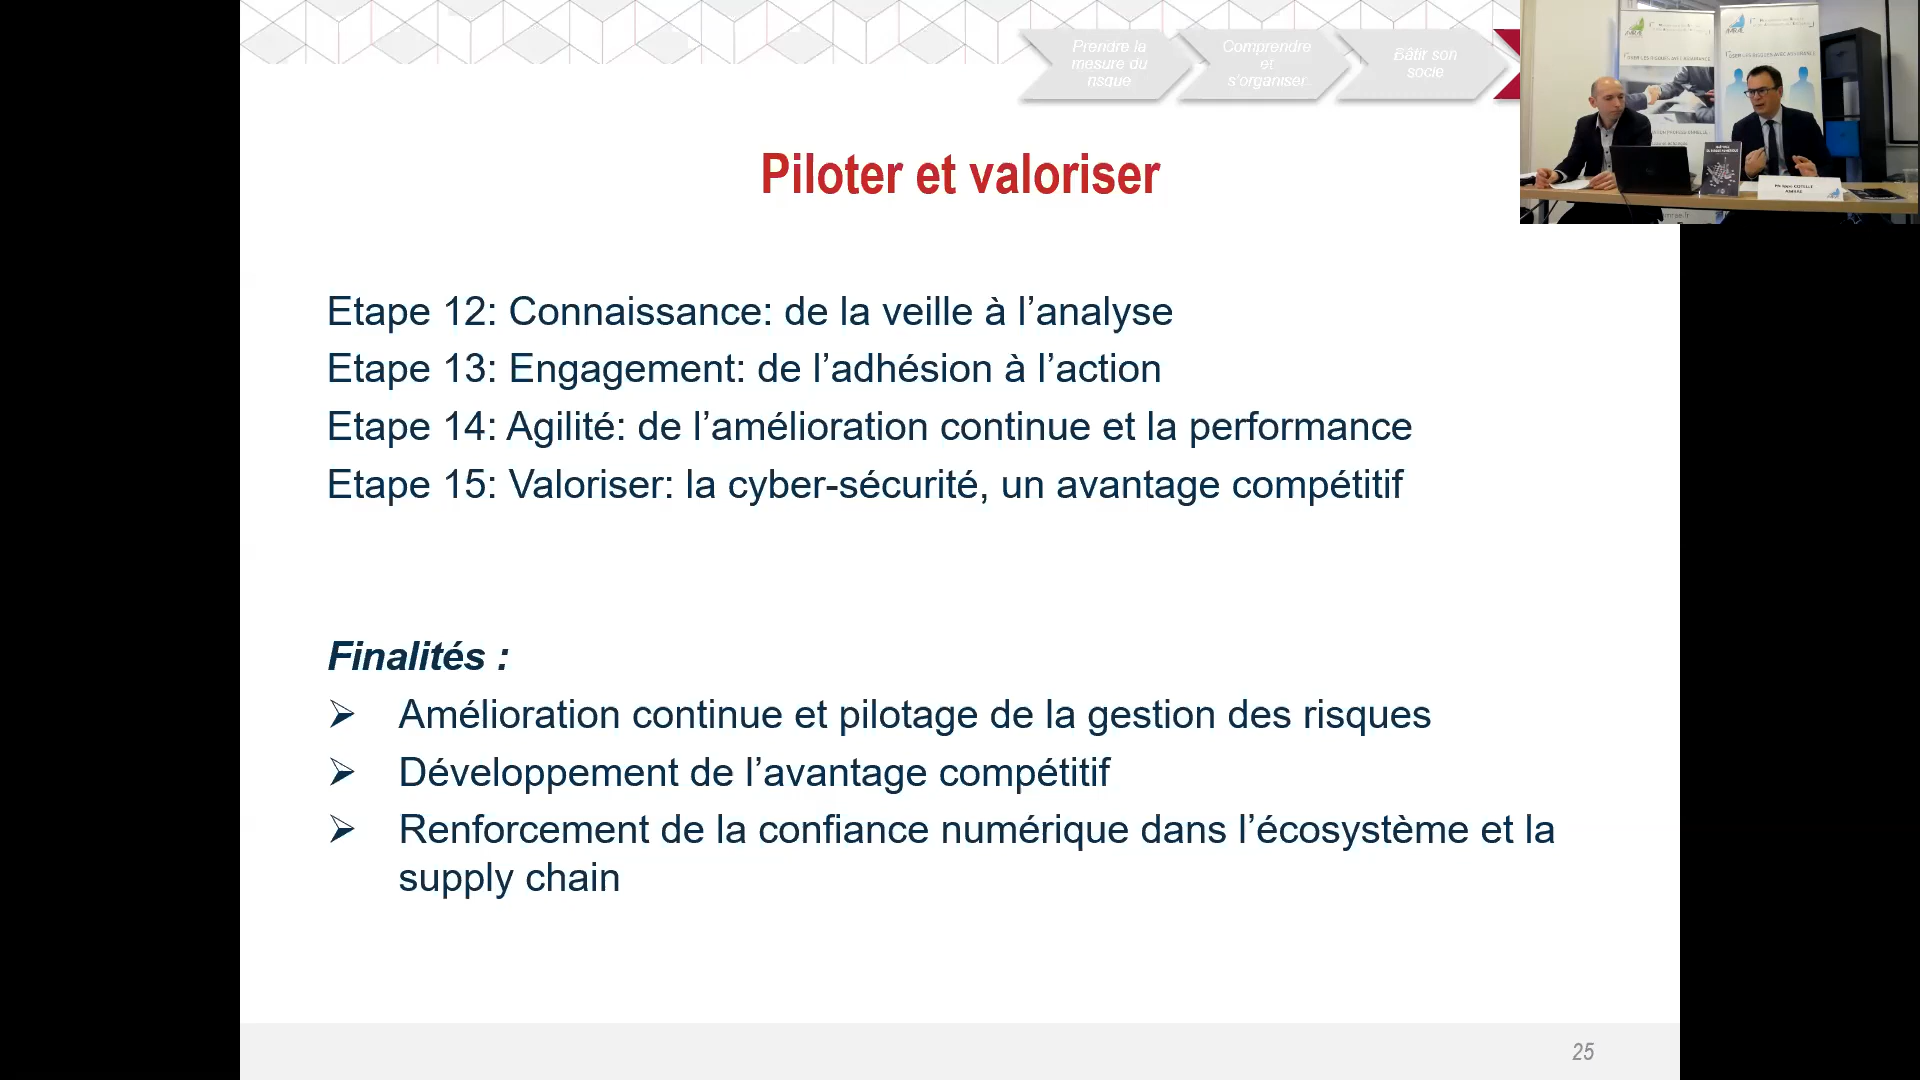 Prendre la
mesure du
risque
Comprendre
et
s'organiser
Bâtir son
socle
Piloter et valoriser
Etape 12: Connaissance: de la veille à l’analyse
Etape 13: Engagement: de l’adhésion à l’action
Etape 14: Agilité: de l’amélioration continue et la performance
Etape 15: Valoriser: la cyber-sécurité, un avantage compétitif
Finalités :
➢ Amélioration continue et pilotage de la gestion des risques
➢ Développement de l’avantage compétitif
➢ Renforcement de la confiance numérique dans l’écosystème et la
supply chain
25
AMRAE